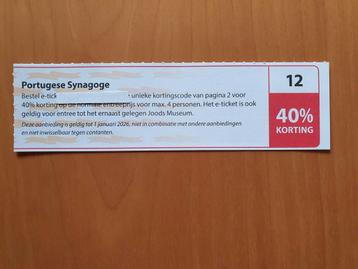 Portugese Synagoge
Bestel e-tick unieke kortingscode van pagina 2 voor
40% korting op de normale entreeprijs voor max. 4 personen. Het e-ticket is ook
geldig voor entree tot het ernaast gelegen Joods Museum.
Deze aanbieding is geldig tot 1 januari 2026, niet in combinatie met andere aanbiedingen
en niet inwisselbaar tegen contanten.
12
40%
KORTING